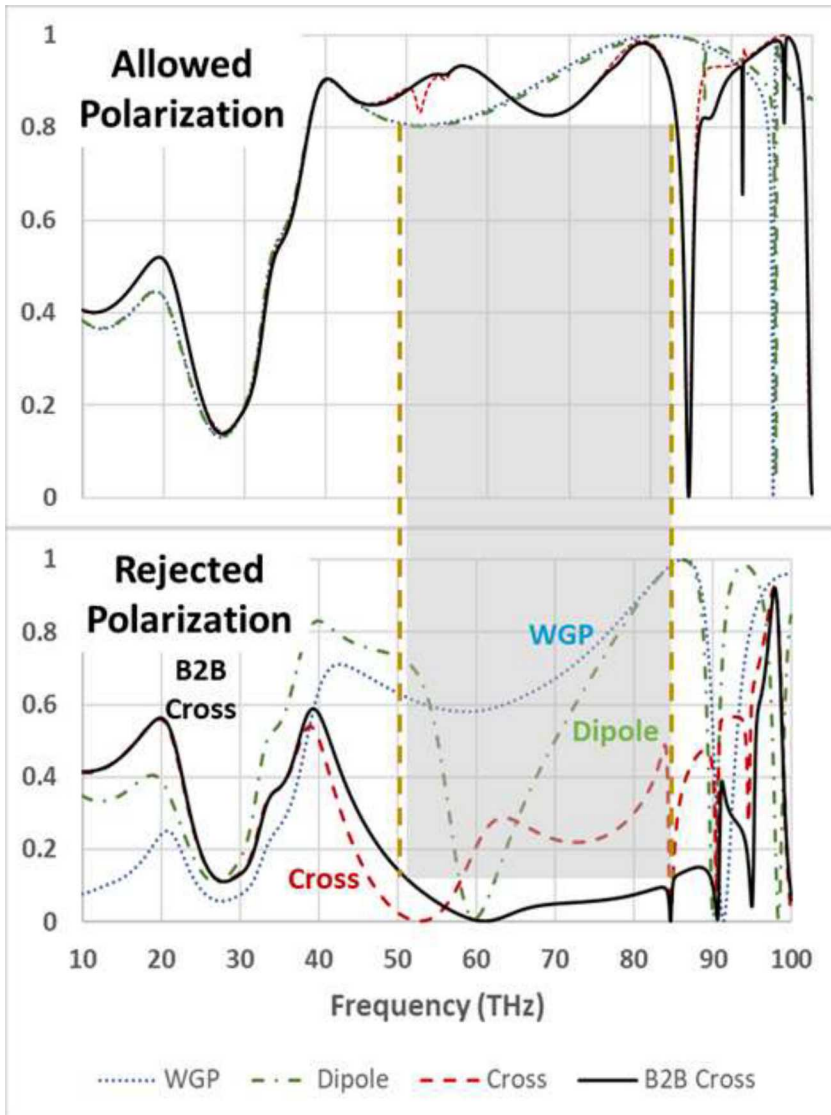 1
Allowed
Polarization
0.8
0.6
0.4
0.2
0
1
Rejected
Polarization
0.8
WGP
B2B
Cross
0.6
Dipole
0.4
0.2
Cross
0
10 20 30 40 50 60 70 80 90 100
Frequency (THz)
WGP Dipole Cross B2B Cross